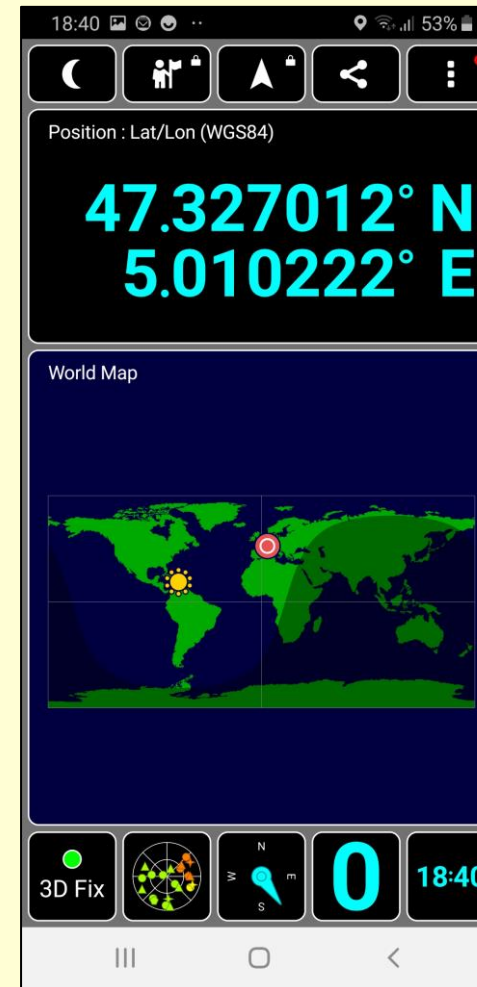 18:40 53%
Position : Lat/Lon (WGS84)
47.327012° N
5.010222° E
World Map
3D Fix
N
W E
S
0
18:40